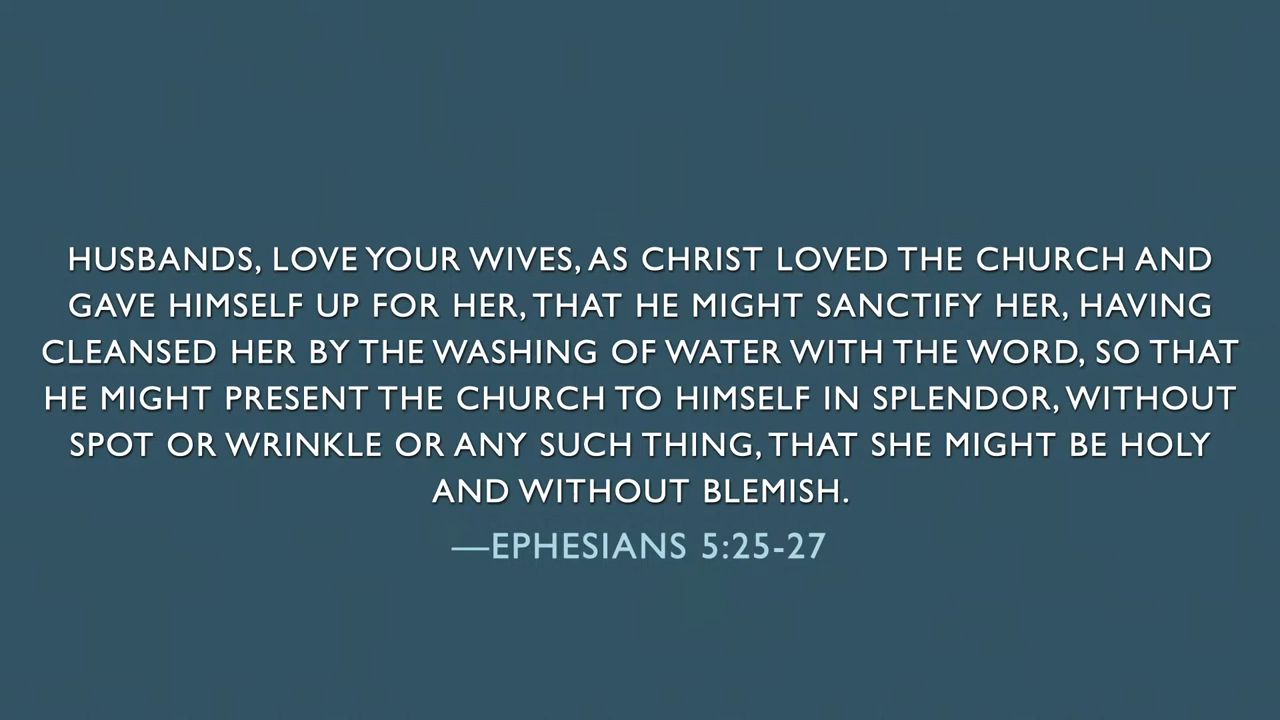 HUSBANDS, LOVE YOUR WIVES, AS CHRIST LOVED THE CHURCH AND
GAVE HIMSELF UP FOR HER, THAT HE MIGHT SANCTIFY HER, HAVING
CLEANSED HER BY THE WASHING OF WATER WITH THE WORD, SO THAT
HE MIGHT PRESENT THE CHURCH TO HIMSELF IN SPLENDOR, WITHOUT
SPOT OR WRINKLE OR ANY SUCH THING, THAT SHE MIGHT BE HOLY
AND WITHOUT BLEMISH.
—EPHESIANS 5:25-27